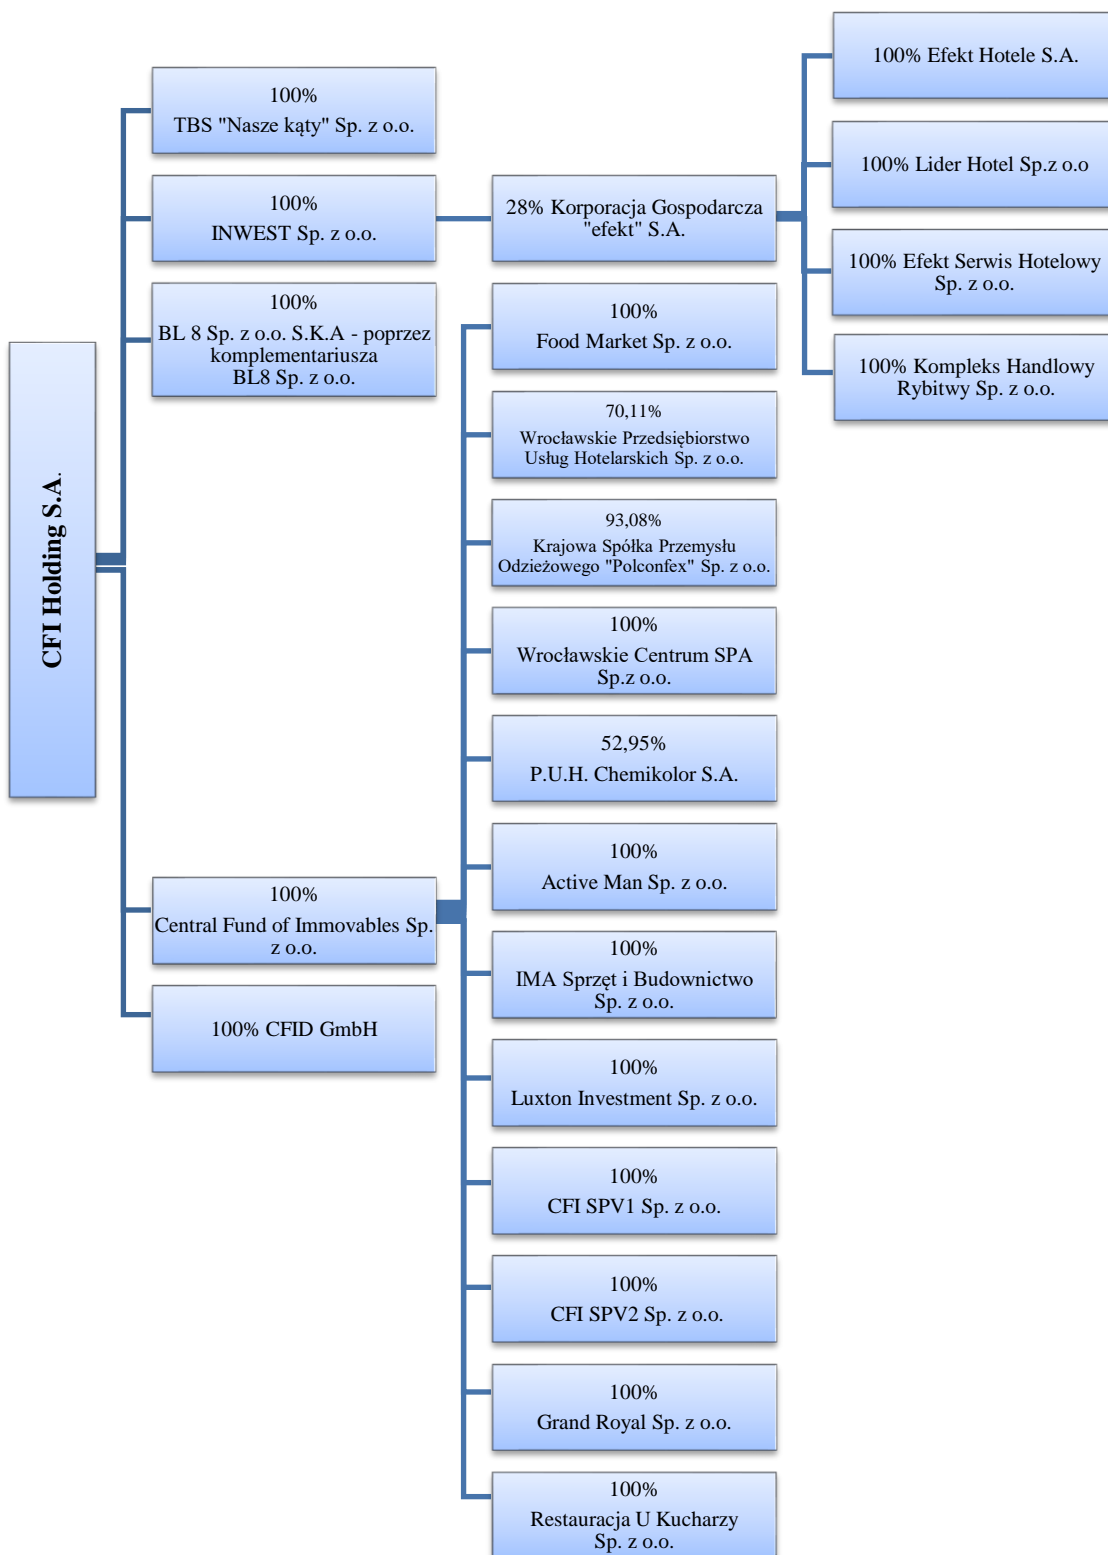 CFI Holding S.A.
100%
TBS "Nasze kąty" Sp. z o.o.
100%
INWEST Sp. z o.o.
100%
BL 8 Sp. z o.o. S.K.A - poprzez
komplementariusza
BL8 Sp. z o.o.
100%
Central Fund of Immovables Sp.
z o.o.
100% CFID GmbH
28% Korporacja Gospodarcza
"efekt" S.A.
100%
Food Market Sp. z o.o.
70,11%
Wrocławskie Przedsiębiorstwo
Usług Hotelarskich Sp. z o.o.
93,08%
Krajowa Spółka Przemysłu
Odzieżowego "Polconfex" Sp. z o.o.
100%
Wrocławskie Centrum SPA
Sp.z o.o.
52,95%
P.U.H. Chemikolor S.A.
100%
Active Man Sp. z o.o.
100%
IMA Sprzęt i Budownictwo
Sp. z o.o.
100%
Luxton Investment Sp. z o.o.
100%
CFI SPV1 Sp. z o.o.
100%
CFI SPV2 Sp. z o.o.
100%
Grand Royal Sp. z o.o.
100%
Restauracja U Kucharzy
Sp. z o.o.
100% Efekt Hotele S.A.
100% Lider Hotel Sp.z o.o
100% Efekt Serwis Hotelowy
Sp. z o.o.
100% Kompleks Handlowy
Rybitwy Sp. z o.o.